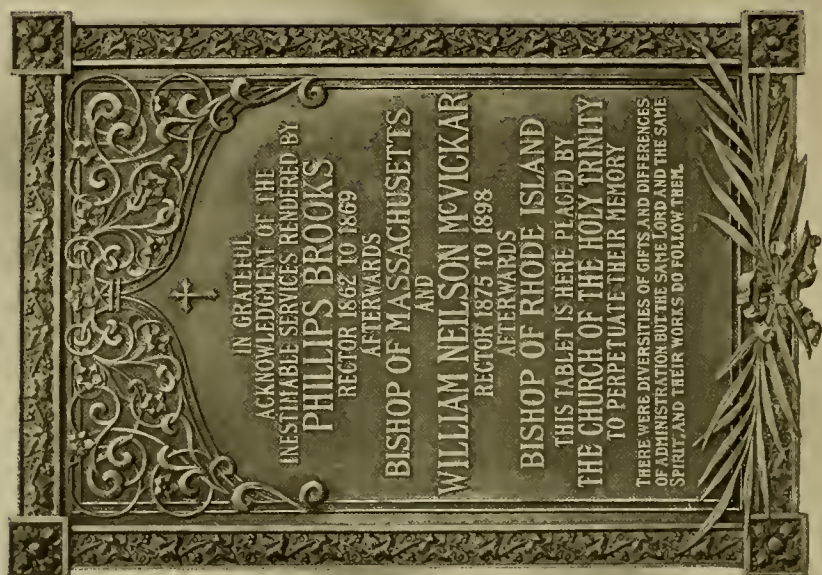 IN GRATEFUL
ACKNOWLEDGMENT OF THE
INESTIMABLE SERVICES RENDERED BY
PHILLIPS BROOKS
RECTOR 1862 TO 1869
AFTERWARDS
BISHOP OF MASSACHUSETTS
AND
WILLIAM NEILSON McVICKAR
RECTOR 1875 TO 1898
AFTERWARDS
BISHOP OF RHODE ISLAND
THIS TABLET IS HERE PLACED BY
THE CHURCH OF THE HOLY TRINITY
TO PERPETUATE THEIR MEMORY
THERE WERE DIVERSITIES OF GIFTS AND DIFFERENCES
OF ADMINISTRATION BUT THE SAME LORD AND THE SAME
SPIRIT, AND THEIR WORKS DO FOLLOW THEM.